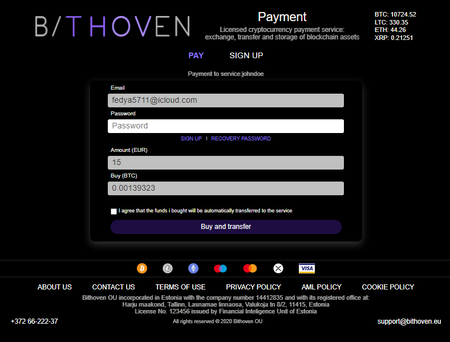 B/THOVEN
Payment
Licensed cryptocurrency payment service:
exchange, transfer and storage of blockchain assets
BTC: 10724.52
LTC: 330.35
ETH: 44.26
XRP: 0.21251
PAY SIGN UP
Payment to service:johndoe
Email
fedya5711@icloud.com
Password
Password
SIGN UP I RECOVERY PASSWORD
Amount (EUR)
15
Buy (BTC)
0.00139323
I agree that the funds i bought will be automatically transferred to the service
Buy and transfer
VISA
ABOUT US CONTACT US TERMS OF USE PRIVACY POLICY AML POLICY COOKIE POLICY
Bithoven OU incorporated in Estonia with the company number 14412835 and with its registered office at:
Harju maakond, Tallinn, Lasnamae linnaosa, Valukoja tn 8/2, 11415, Estonia
License No. 123456 issued by Financial Inteligence Unit of Estonia
+372 66-222-37
All rights reserved © 2020 Bithoven OU
support@bithoven.eu